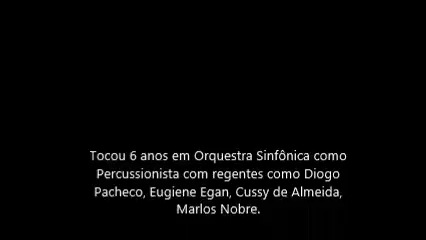 Tocou 6 anos em Orquestra Sinfônica como
Percussionista com regentes como Diogo
Pacheco, Eugiene Egan, Cussy de Almeida,
Marlos Nobre.